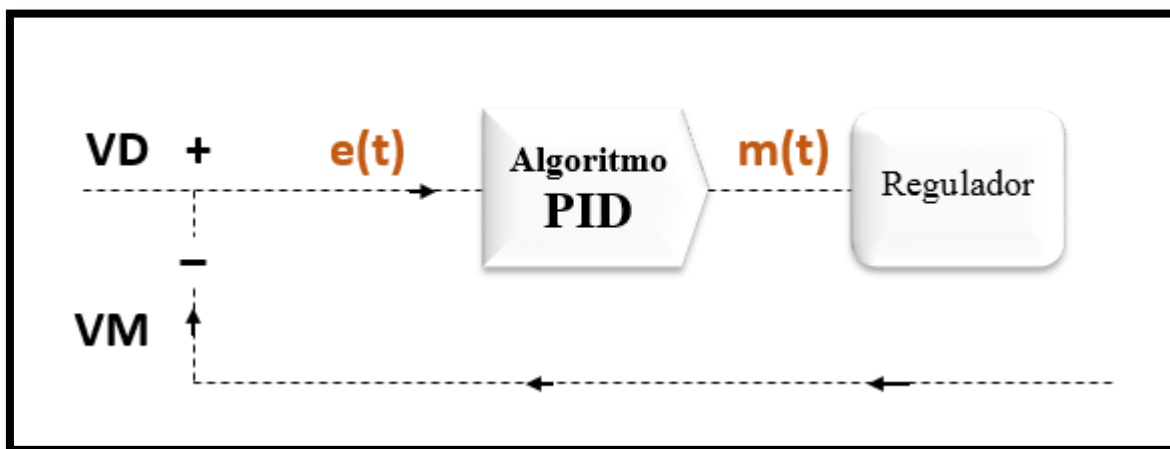 VD +
e(t)
Algoritmo
PID
m(t)
Regulador
–
VM